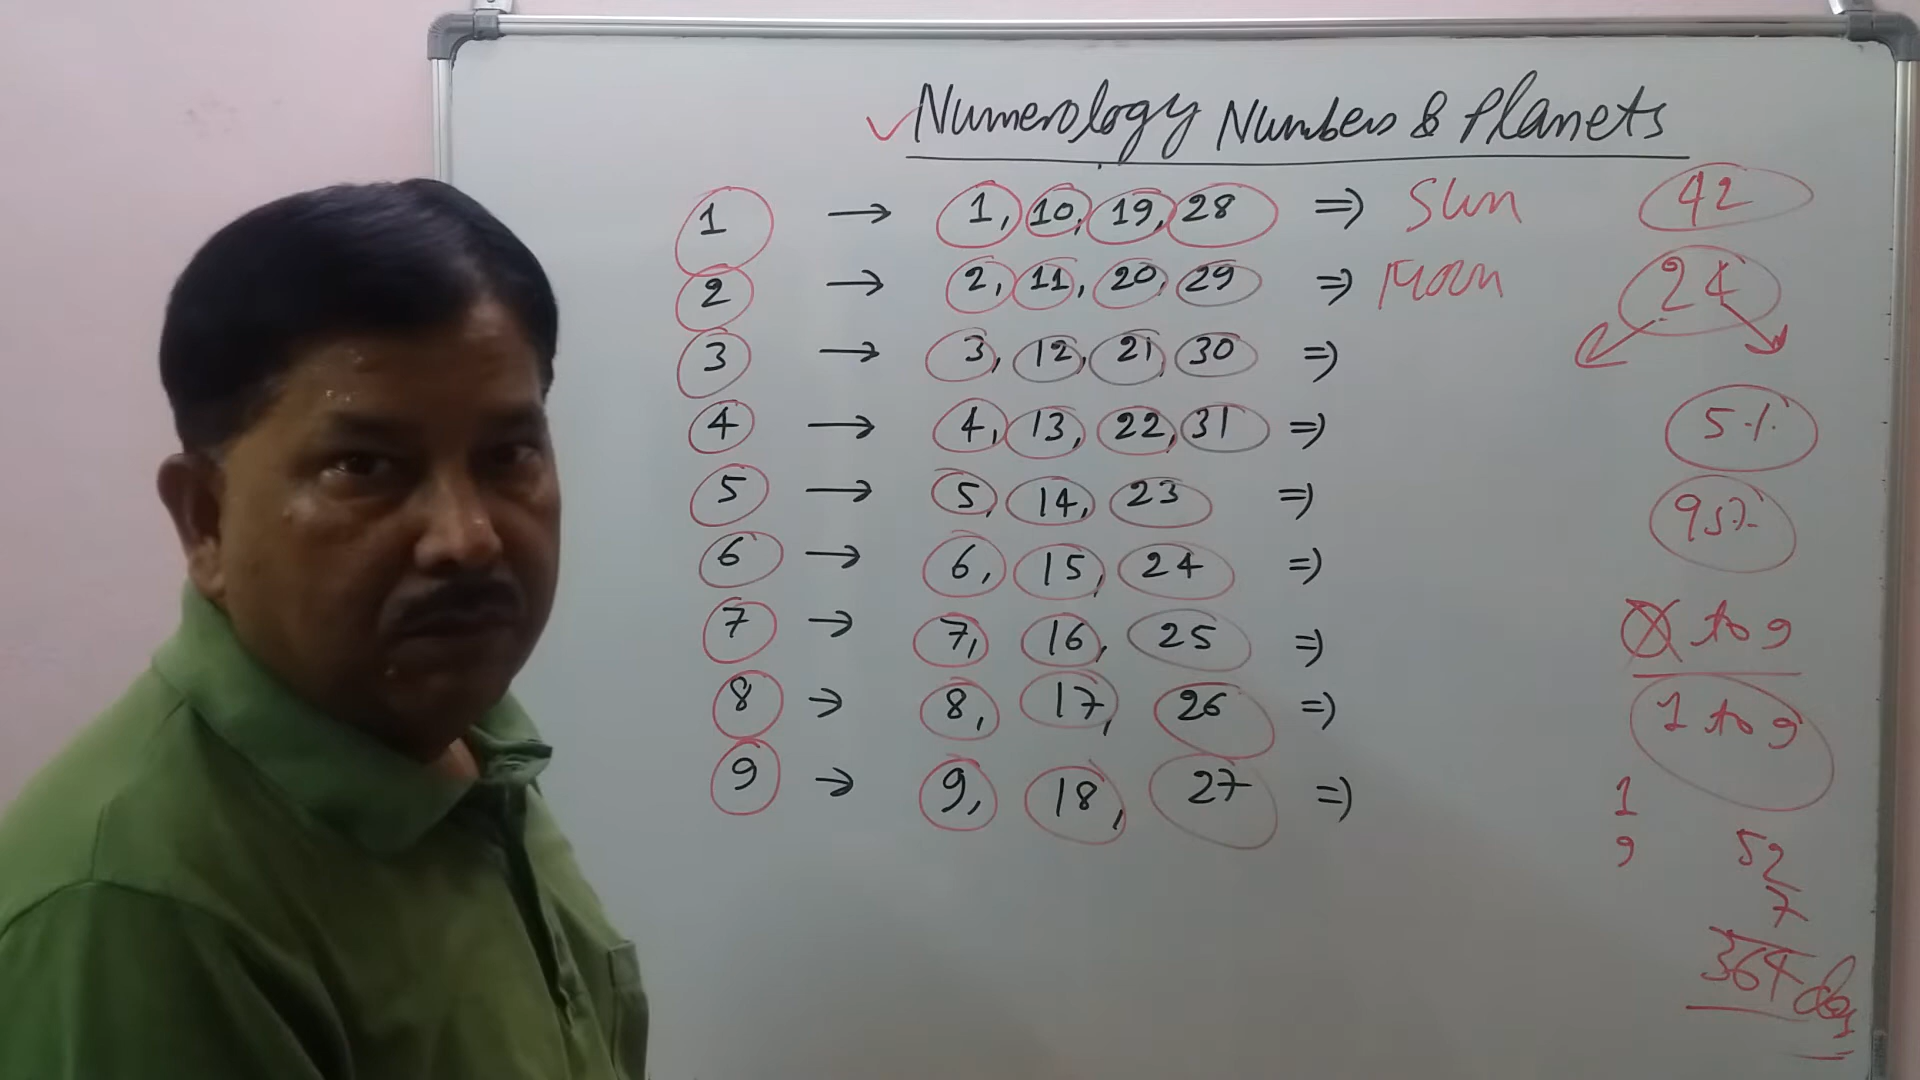 ✓ Numerology Numbers & Planets
1 → 1, 10, 19, 28 ⇒ Sun
2 → 2, 11, 20, 29 ⇒ Moon
3 → 3, 12, 21, 30 ⇒
4 → 4, 13, 22, 31 ⇒
5 → 5, 14, 23 ⇒
6 → 6, 15, 24 ⇒
7 → 7, 16, 25 ⇒
8 → 8, 17, 26 ⇒
9 → 9, 18, 27 ⇒
42
24
5%
95%
to 9
1 to 9
1
9
52
7
364 days